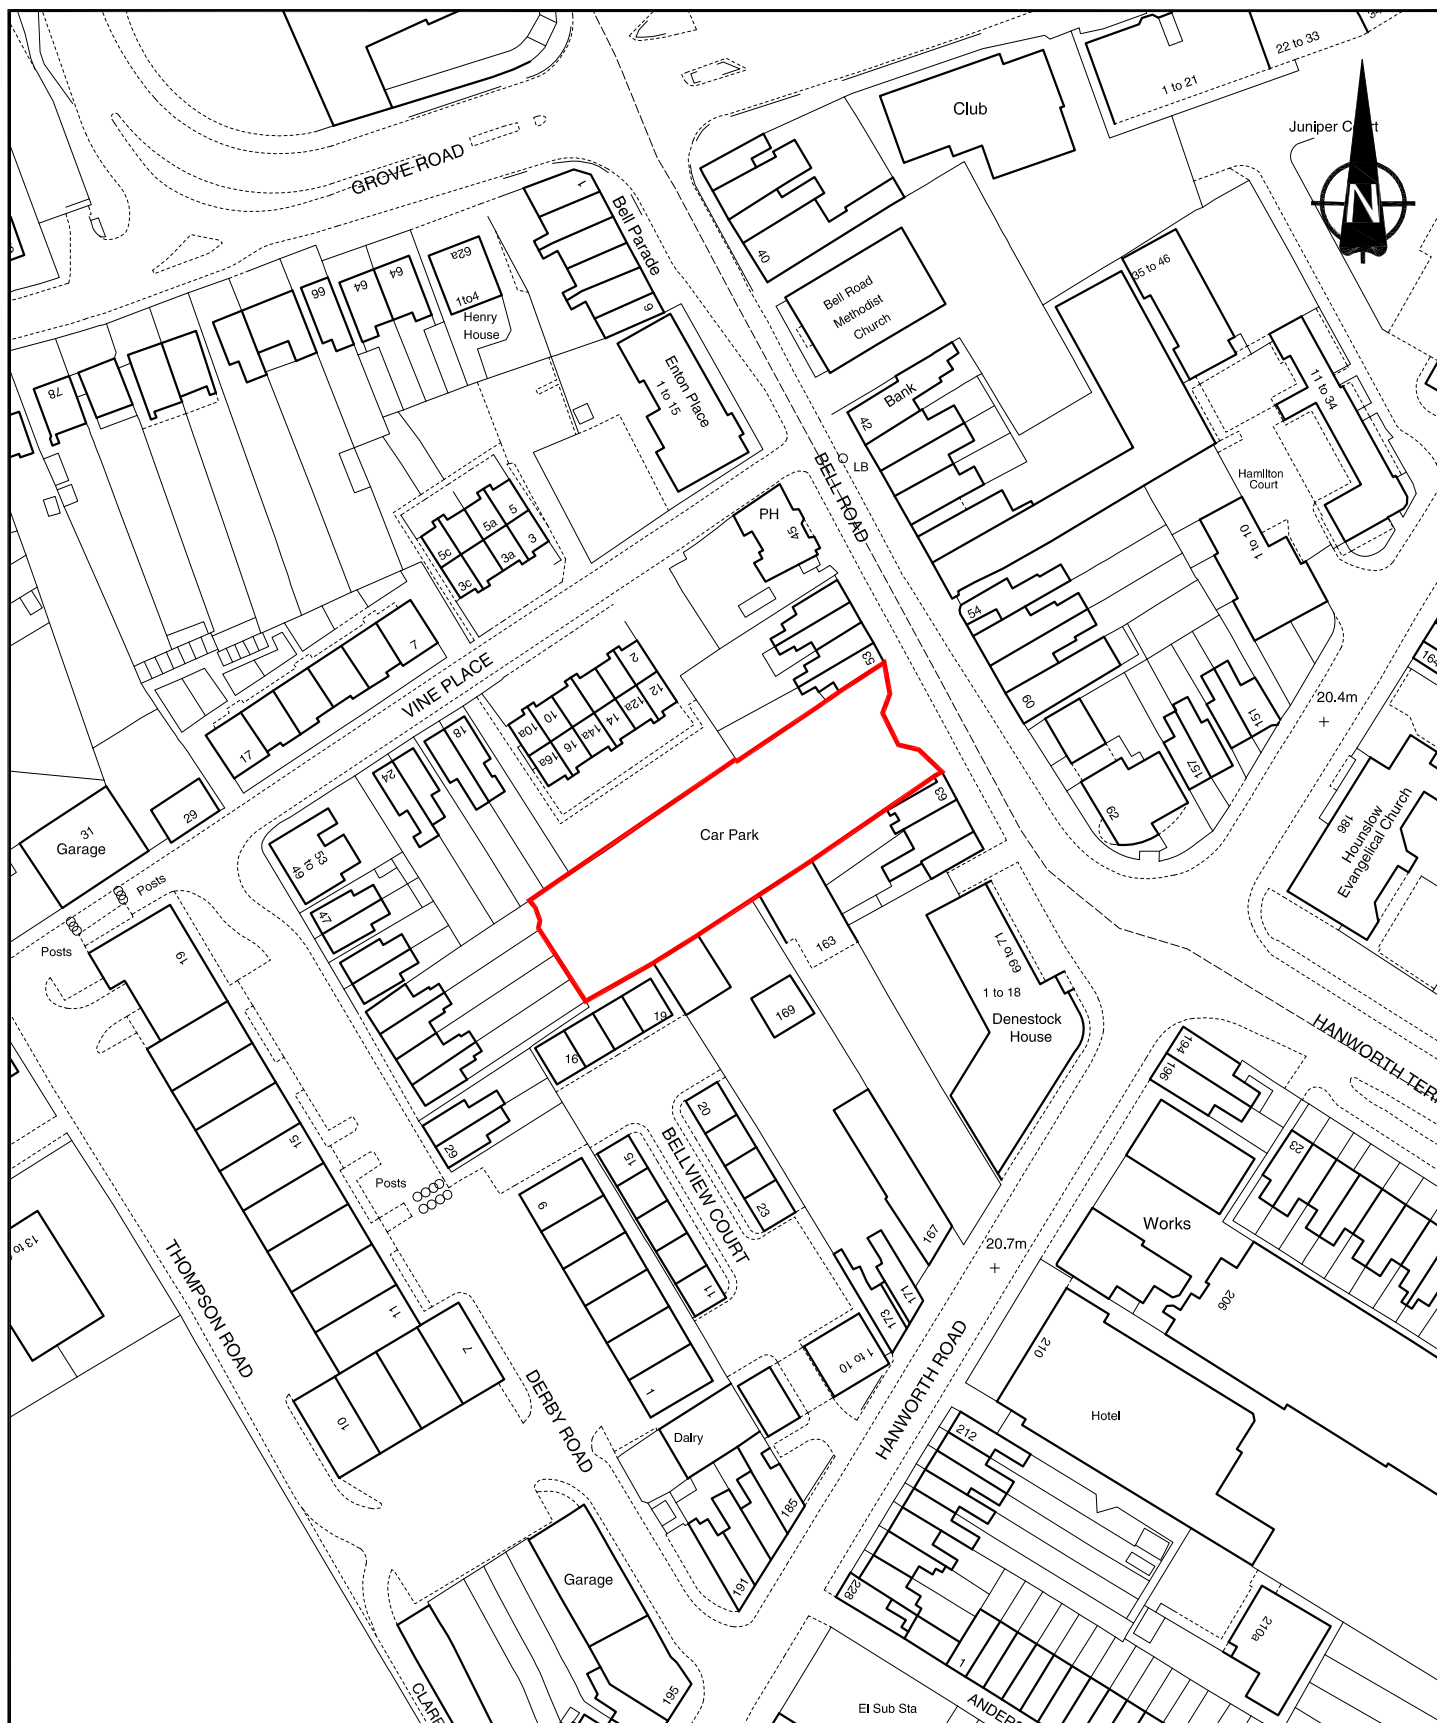 22 to 33
1 to 21
Club
Juniper C rt
N
GROVE ROAD
1
Bell Parade
9
40
Bell Road
Methodist
Church
62a
64
64
66
1to4
Henry
House
78
35 to 46
11 to 34
Enton Place
1 to 15
Bank
42
BELL ROAD
LB
Hamilton
Court
1 to 10
PH
45
5
5a
5c
3
3a
3c
54
60
53
7
17
VINE PLACE
2
10
10a
12
12a
14
14a
16
16a
18
24
164
20.4m
151
157
62
31
Garage
29
49 to 53
47
Car Park
63
186
Hounslow
Evangelical Church
Posts
Posts
19
163
69 to 71
1 to 18
Denestock
House
169
19
16
HANWORTH TER
194
196
20
BELLVIEW COURT
15
23
11
29
Posts
15
9
23
Works
20.7m
167
171
173
206
13 to
THOMPSON ROAD
11
7
10
1
DERBY ROAD
1 to 10
HANWORTH ROAD
210
Hotel
Dairy
212
185
191
Garage
228
210a
195
1
El Sub Sta
ANDERS
CLARE